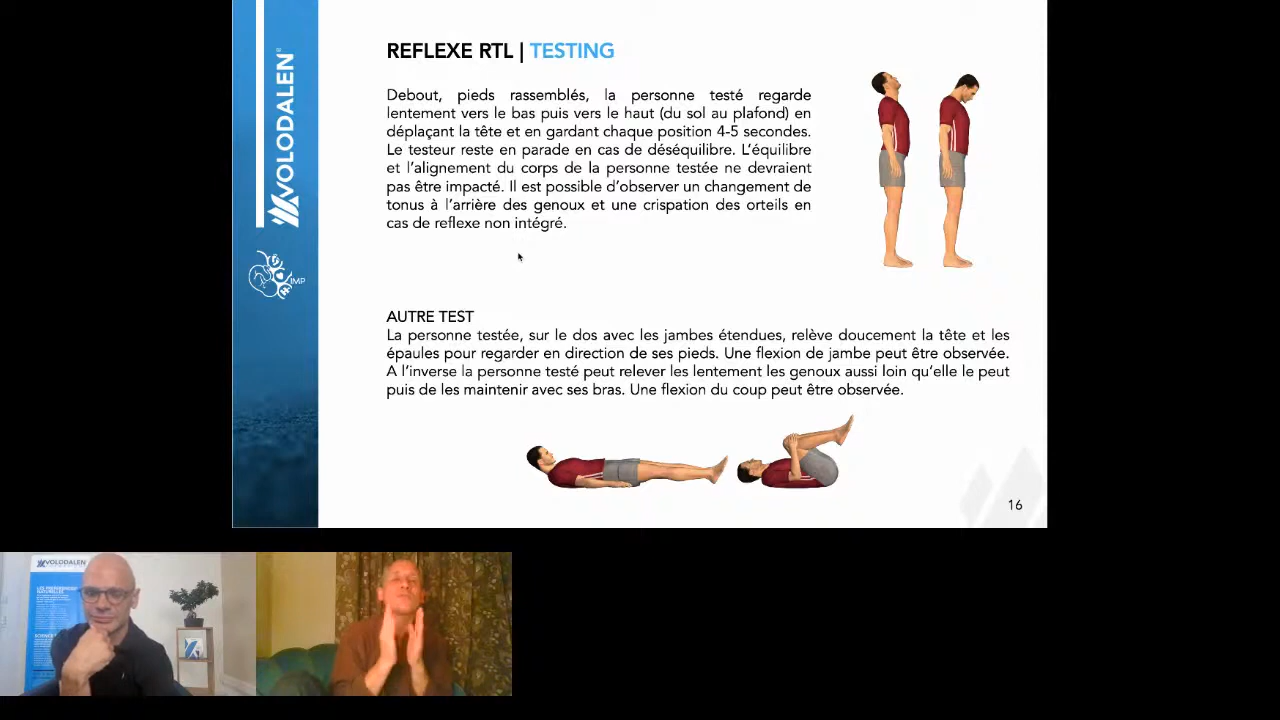 REFLEXE RTL | TESTING
Debout, pieds rassemblés, la personne testé regarde
lentement vers le bas puis vers le haut (du sol au plafond) en
déplaçant la tête et en gardant chaque position 4-5 secondes.
Le testeur reste en parade en cas de déséquilibre. L'équilibre
et l'alignement du corps de la personne testée ne devraient
pas être impacté. Il est possible d'observer un changement de
tonus à l'arrière des genoux et une crispation des orteils en
cas de reflexe non intégré.
VOLODALEN
IMP
AUTRE TEST
La personne testée, sur le dos avec les jambes étendues, relève doucement la tête et les
épaules pour regarder en direction de ses pieds. Une flexion de jambe peut être observée.
A l'inverse la personne testé peut relever les lentement les genoux aussi loin qu'elle le peut
puis de les maintenir avec ses bras. Une flexion du coup peut être observée.
16
VOLODALEN